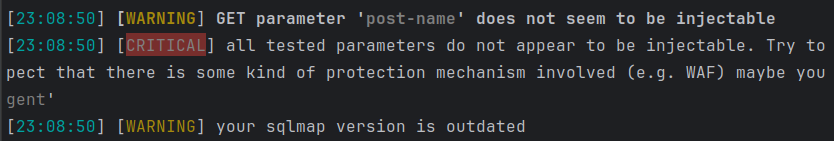 [23:08:50] [WARNING] GET parameter 'post-name' does not seem to be injectable
[23:08:50] [CRITICAL] all tested parameters do not appear to be injectable. Try to
pect that there is some kind of protection mechanism involved (e.g. WAF) maybe you
gent'
[23:08:50] [WARNING] your sqlmap version is outdated